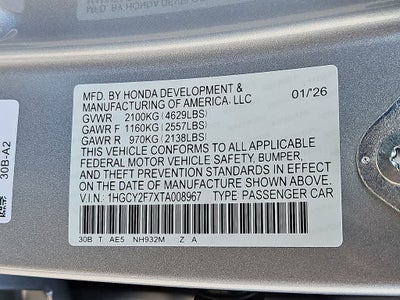 MFD. BY HONDA DEVELOPMENT &
MANUFACTURING OF AMERICA, LLC 01/'26
GVWR 2100KG (4629LBS)
GAWR F 1160KG (2557LBS)
GAWR R 970KG (2138LBS)
THIS VEHICLE CONFORMS TO ALL APPLICABLE
FEDERAL MOTOR VEHICLE SAFETY, BUMPER,
AND THEFT PREVENTION STANDARDS IN EFFECT
ON THE DATE OF MANUFACTURE SHOWN ABOVE.
V.I.N.: 1HGCY2F7XTA008967 TYPE PASSENGER CAR
30B T AE5 NH932M Z A
30B-A2